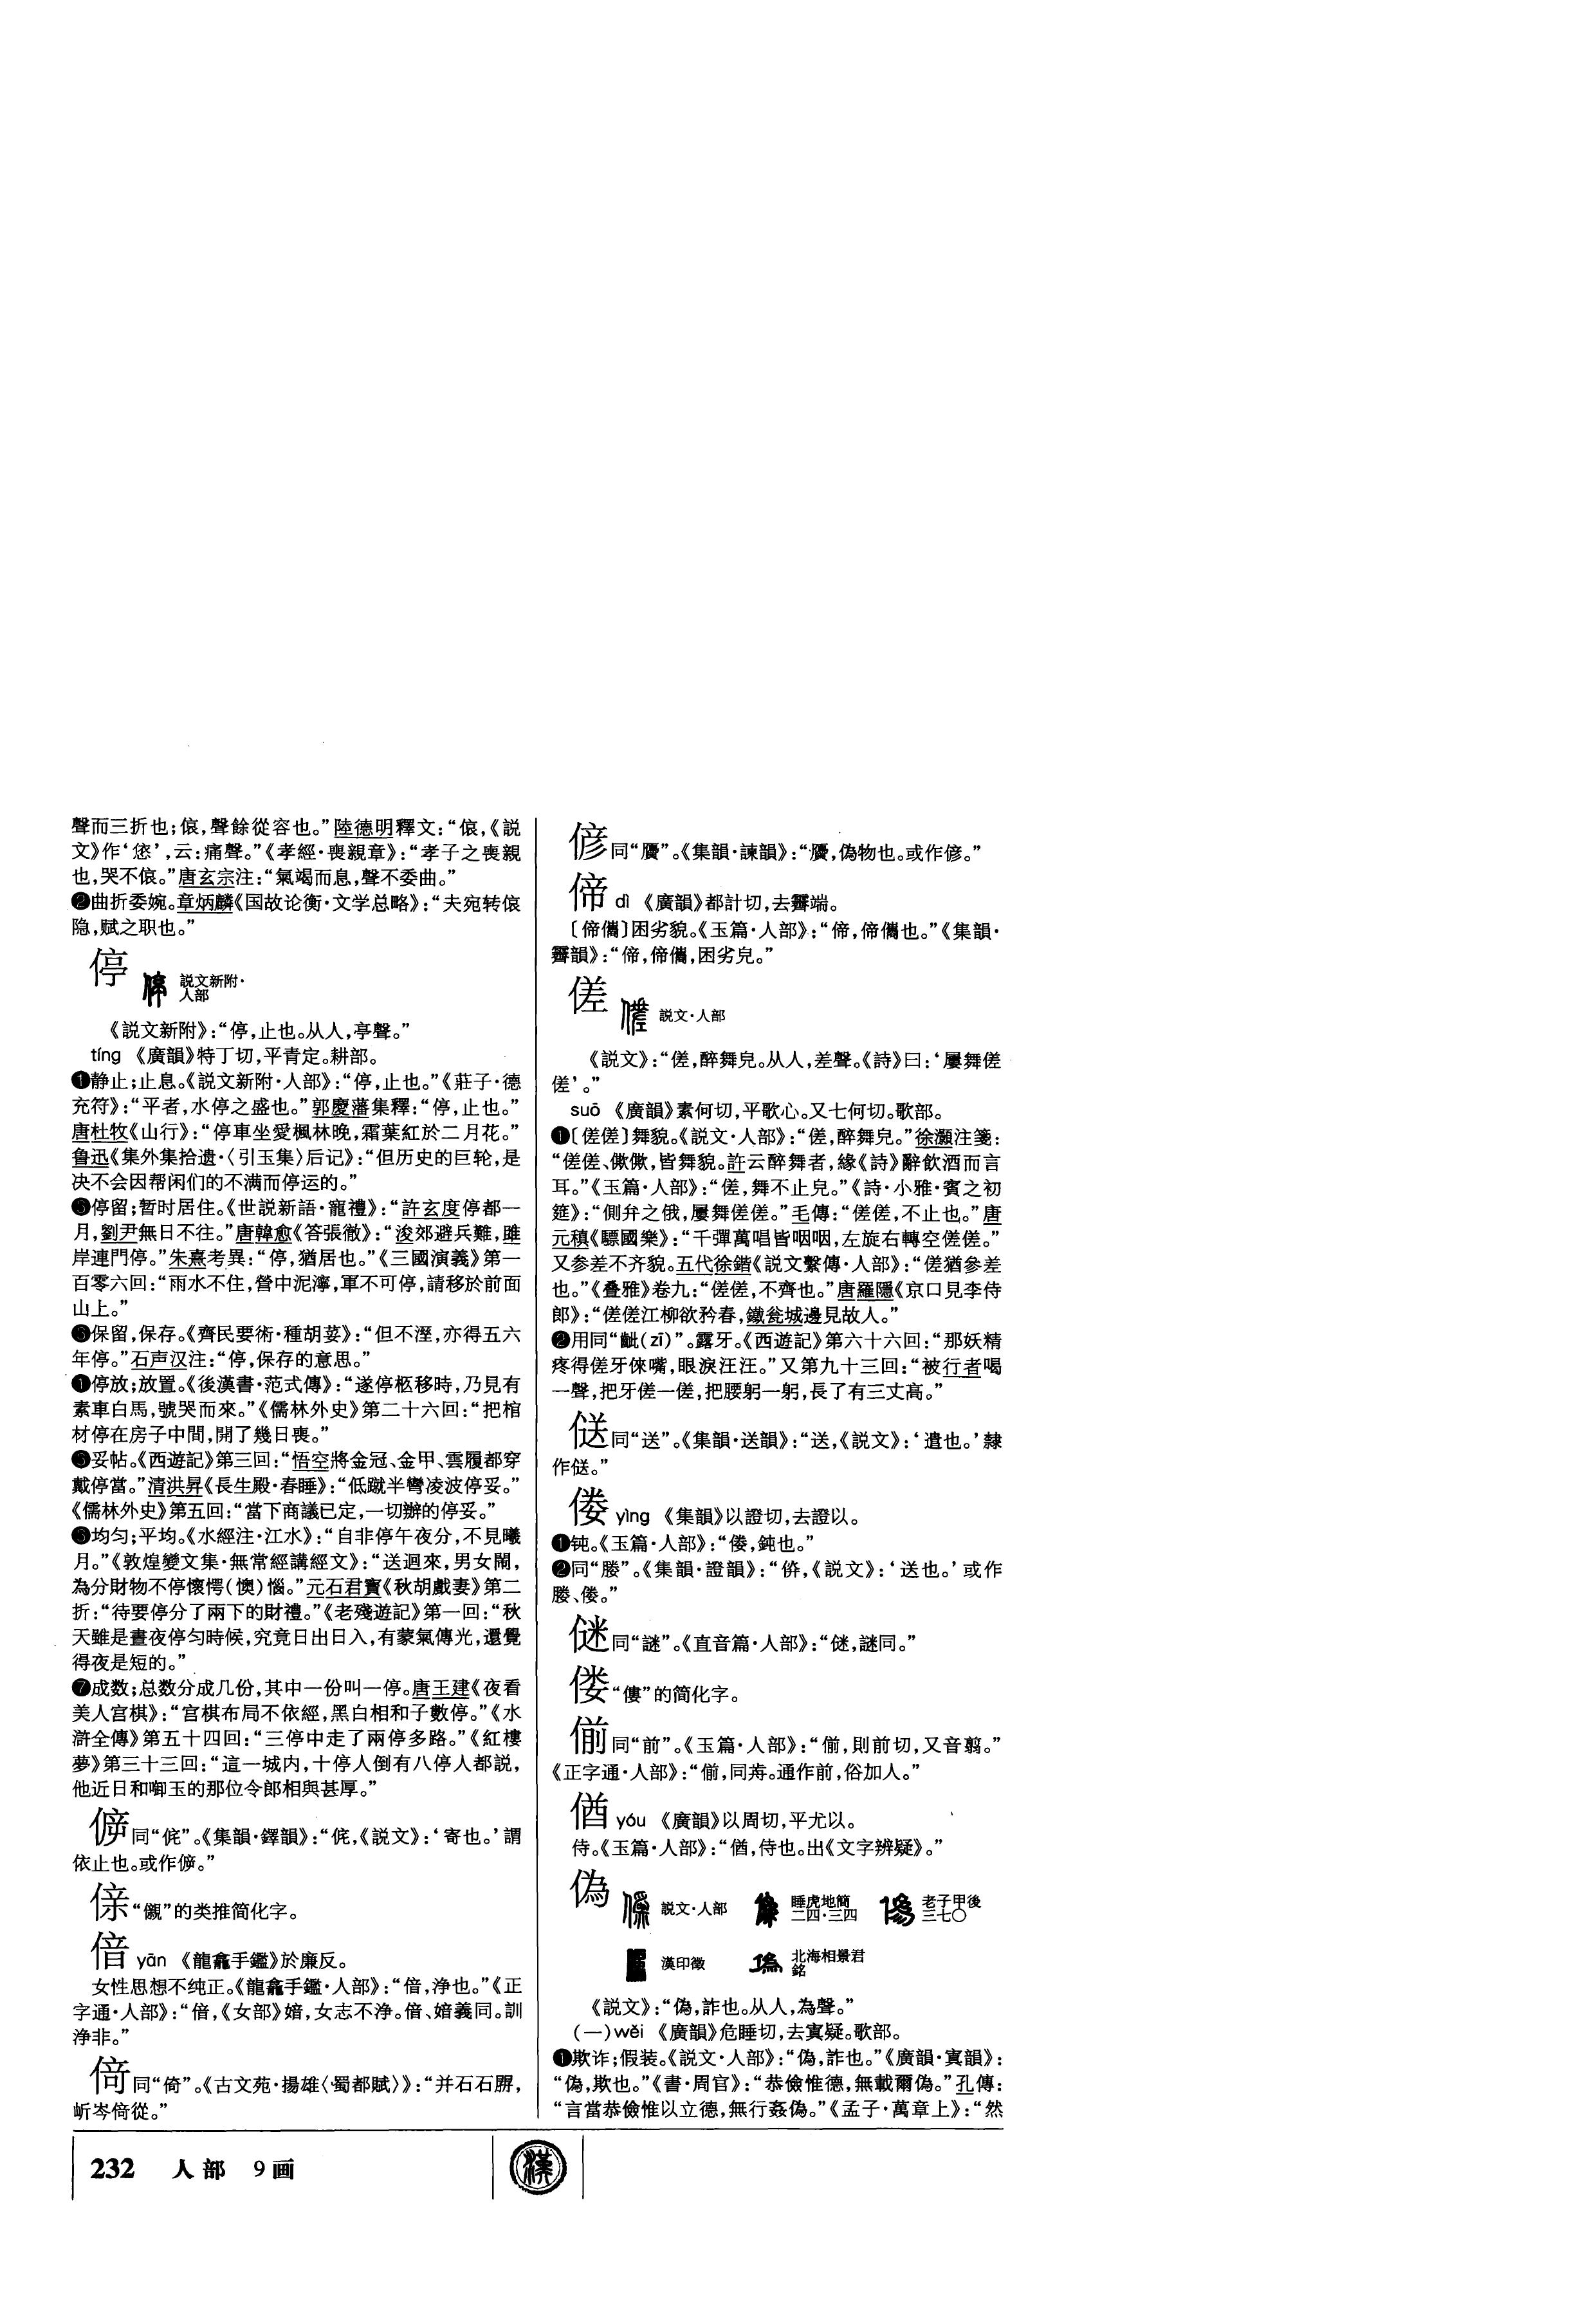 聲而三折也；偯，聲餘從容也。”陸德明釋文：“偯，《説
文》作‘㥋’，云：痛聲。”《孝經·喪親章》：“孝子之喪親
也，哭不偯。”唐玄宗注：“氣竭而息，聲不委曲。”
❷曲折委婉。章炳麟《国故论衡·文学总略》：“夫宛转偯
隐，赋之职也。”
停
説文新附·
人部
《説文新附》：“停，止也。从人，亭聲。”
tíng 《廣韻》特丁切，平青定。耕部。
❶静止；止息。《説文新附·人部》：“停，止也。”《莊子·德
充符》：“平者，水停之盛也。”郭慶藩集釋：“停，止也。”
唐杜牧《山行》：“停車坐愛楓林晚，霜葉紅於二月花。”
鲁迅《集外集拾遗·〈引玉集〉后记》：“但历史的巨轮，是
决不会因帮闲们的不满而停运的。”
停留；暂时居住。《世説新語·寵禮》：“許玄度停都一
月，劉尹無日不往。”唐韓愈《答張徹》：“浚郊避兵難，雎
岸連門停。”朱熹考異：“停，猶居也。”《三國演義》第一
百零六回：“雨水不住，營中泥濘，軍不可停，請移於前面
山上。”
❸保留，保存。《齊民要術·種胡荽》：“但不溼，亦得五六
年停。”石声汉注：“停，保存的意思。”
停放；放置。《後漢書·范式傳》：“遂停柩移時，乃見有
素車白馬，號哭而來。”《儒林外史》第二十六回：“把棺
材停在房子中間，開了幾日喪。”
❺妥帖。《西遊記》第三回：“悟空將金冠、金甲、雲履都穿
戴停當。”清洪昇《長生殿·春睡》：“低蹴半彎凌波停妥。”
《儒林外史》第五回：“當下商議已定，一切辦的停妥。”
❻均匀；平均。《水經注·江水》：“自非停午夜分，不見曦
月。”《敦煌變文集·無常經講經文》：“送迴來，男女鬧，
為分財物不停懷愕（懊）惱。”元石君寶《秋胡戲妻》第二
折：“待要停分了兩下的財禮。”《老殘遊記》第一回：“秋
天雖是晝夜停匀時候，究竟日出日入，有蒙氣傳光，還覺
得夜是短的。”
❼成数；总数分成几份，其中一份叫一停。唐王建《夜看
美人宫棋》：“宫棋布局不依經，黑白相和子數停。”《水
滸全傳》第五十四回：“三停中走了兩停多路。”《紅樓
夢》第三十三回：“這一城内，十停人倒有八停人都説，
他近日和啣玉的那位令郎相與甚厚。”
同“侂”。《集韻·鐸韻》：“侂，《説文》：‘寄也。’謂
依止也。或作。”
“儭”的类推简化字。
偣 yān 《龍龕手鑑》於廉反。
女性思想不纯正。《龍龕手鑑·人部》：“偣，浄也。”《正
字通·人部》：“偣，《女部》媕，女志不浄。偣、媕義同。訓
浄非。”
同“倚”。《古文苑·揚雄〈蜀都賦〉》：“并石石𡳾，
岓岑倚從。”
偐同“贗”。《集韻·諫韻》：“贗，偽物也。或作偐。”
偙 dì 《廣韻》都計切，去霽端。
〔偙儶〕困劣貌。《玉篇·人部》：“偙，偙儶也。”《集韻·
霽韻》：“偙，偙儶，困劣皃。”
傞
説文·人部
《説文》：“傞，醉舞皃。从人，差聲。《詩》曰：‘屢舞傞
傞’。”
suō 《廣韻》素何切，平歌心。又七何切。歌部。
❶〔傞傞〕舞貌。《説文·人部》：“傞，醉舞皃。”徐灝注箋：
“傞傞、僛僛，皆舞貌。許云醉舞者，緣《詩》辭飲酒而言
耳。”《玉篇·人部》：“傞，舞不止皃。”《詩·小雅·賓之初
筵》：“側弁之俄，屢舞傞傞。”毛傳：“傞傞，不止也。”唐
元稹《驃國樂》：“千彈萬唱皆咽咽，左旋右轉空傞傞。”
又参差不齐貌。五代徐鍇《説文繫傳·人部》：“傞猶參差
也。”《叠雅》卷九：“傞傞，不齊也。”唐羅隱《京口見李侍
郎》：“傞傞江柳欲矜春，鐵瓮城邊見故人。”
❷用同“齜（zī）”。露牙。《西遊記》第六十六回：“那妖精
疼得傞牙倈嘴，眼淚汪汪。”又第九十三回：“被行者喝
一聲，把牙傞一傞，把腰躬一躬，長了有三丈高。”
㑝同“送”。《集韻·送韻》：“送，《説文》：‘遣也。’隸
作㑝。”
yìng 《集韻》以證切，去證以。
❶钝。《玉篇·人部》：“，鈍也。”
❷同“媵”。《集韻·證韻》：“倂，《説文》：‘送也。’或作
媵、。”
同“謎”。《直音篇·人部》：“，謎同。”
偻“僂”的简化字。
偂同“前”。《玉篇·人部》：“偂，則前切，又音翦。”
《正字通·人部》：“偂，同歬。通作前，俗加人。”
偤 yóu 《廣韻》以周切，平尤以。
侍。《玉篇·人部》：“偤，侍也。出《文字辨疑》。”
偽
説文·人部 睡虎地簡 二四·三四 老子甲後 三七〇
漢印徵 北海相景君 銘
《説文》：“偽，詐也。从人，為聲。”
（一）wěi 《廣韻》危睡切，去寘疑。歌部。
❶欺诈；假装。《説文·人部》：“偽，詐也。”《廣韻·寘韻》：
“偽，欺也。”《書·周官》：“恭儉惟德，無載爾偽。”孔傳：
“言當恭儉惟以立德，無行姦偽。”《孟子·萬章上》：“然
232 人部 9画
漢